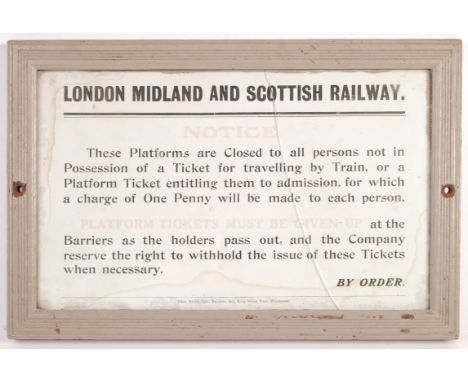 LONDON MIDLAND AND SCOTTISH RAILWAY.
NOTICE
These Platforms are Closed to all persons not in
Possession of a Ticket for travelling by Train, or a
Platform Ticket entitling them to admission, for which
a charge of One Penny will be made to each person.
PLATFORM TICKETS MUST BE GIVEN UP at the
Barriers as the holders pass out, and the Company
reserve the right to withhold the issue of these Tickets
when necessary.
BY ORDER.